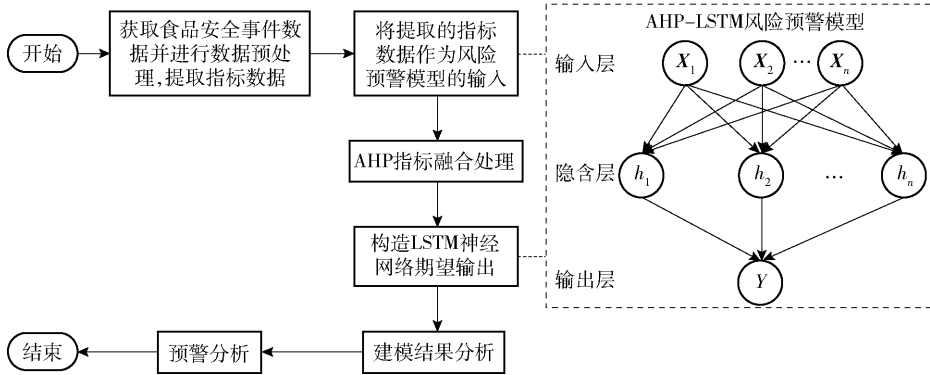 开始
获取食品安全事件数
据并进行数据预处
理,提取指标数据
将提取的指标
数据作为风险
预警模型的输入
AHP指标融合处理
构造LSTM神经
网络期望输出
建模结果分析
预警分析
结束
AHP-LSTM风险预警模型
输入层 X1 X2 … Xn
隐含层 h1 h2 … hn
输出层 Y